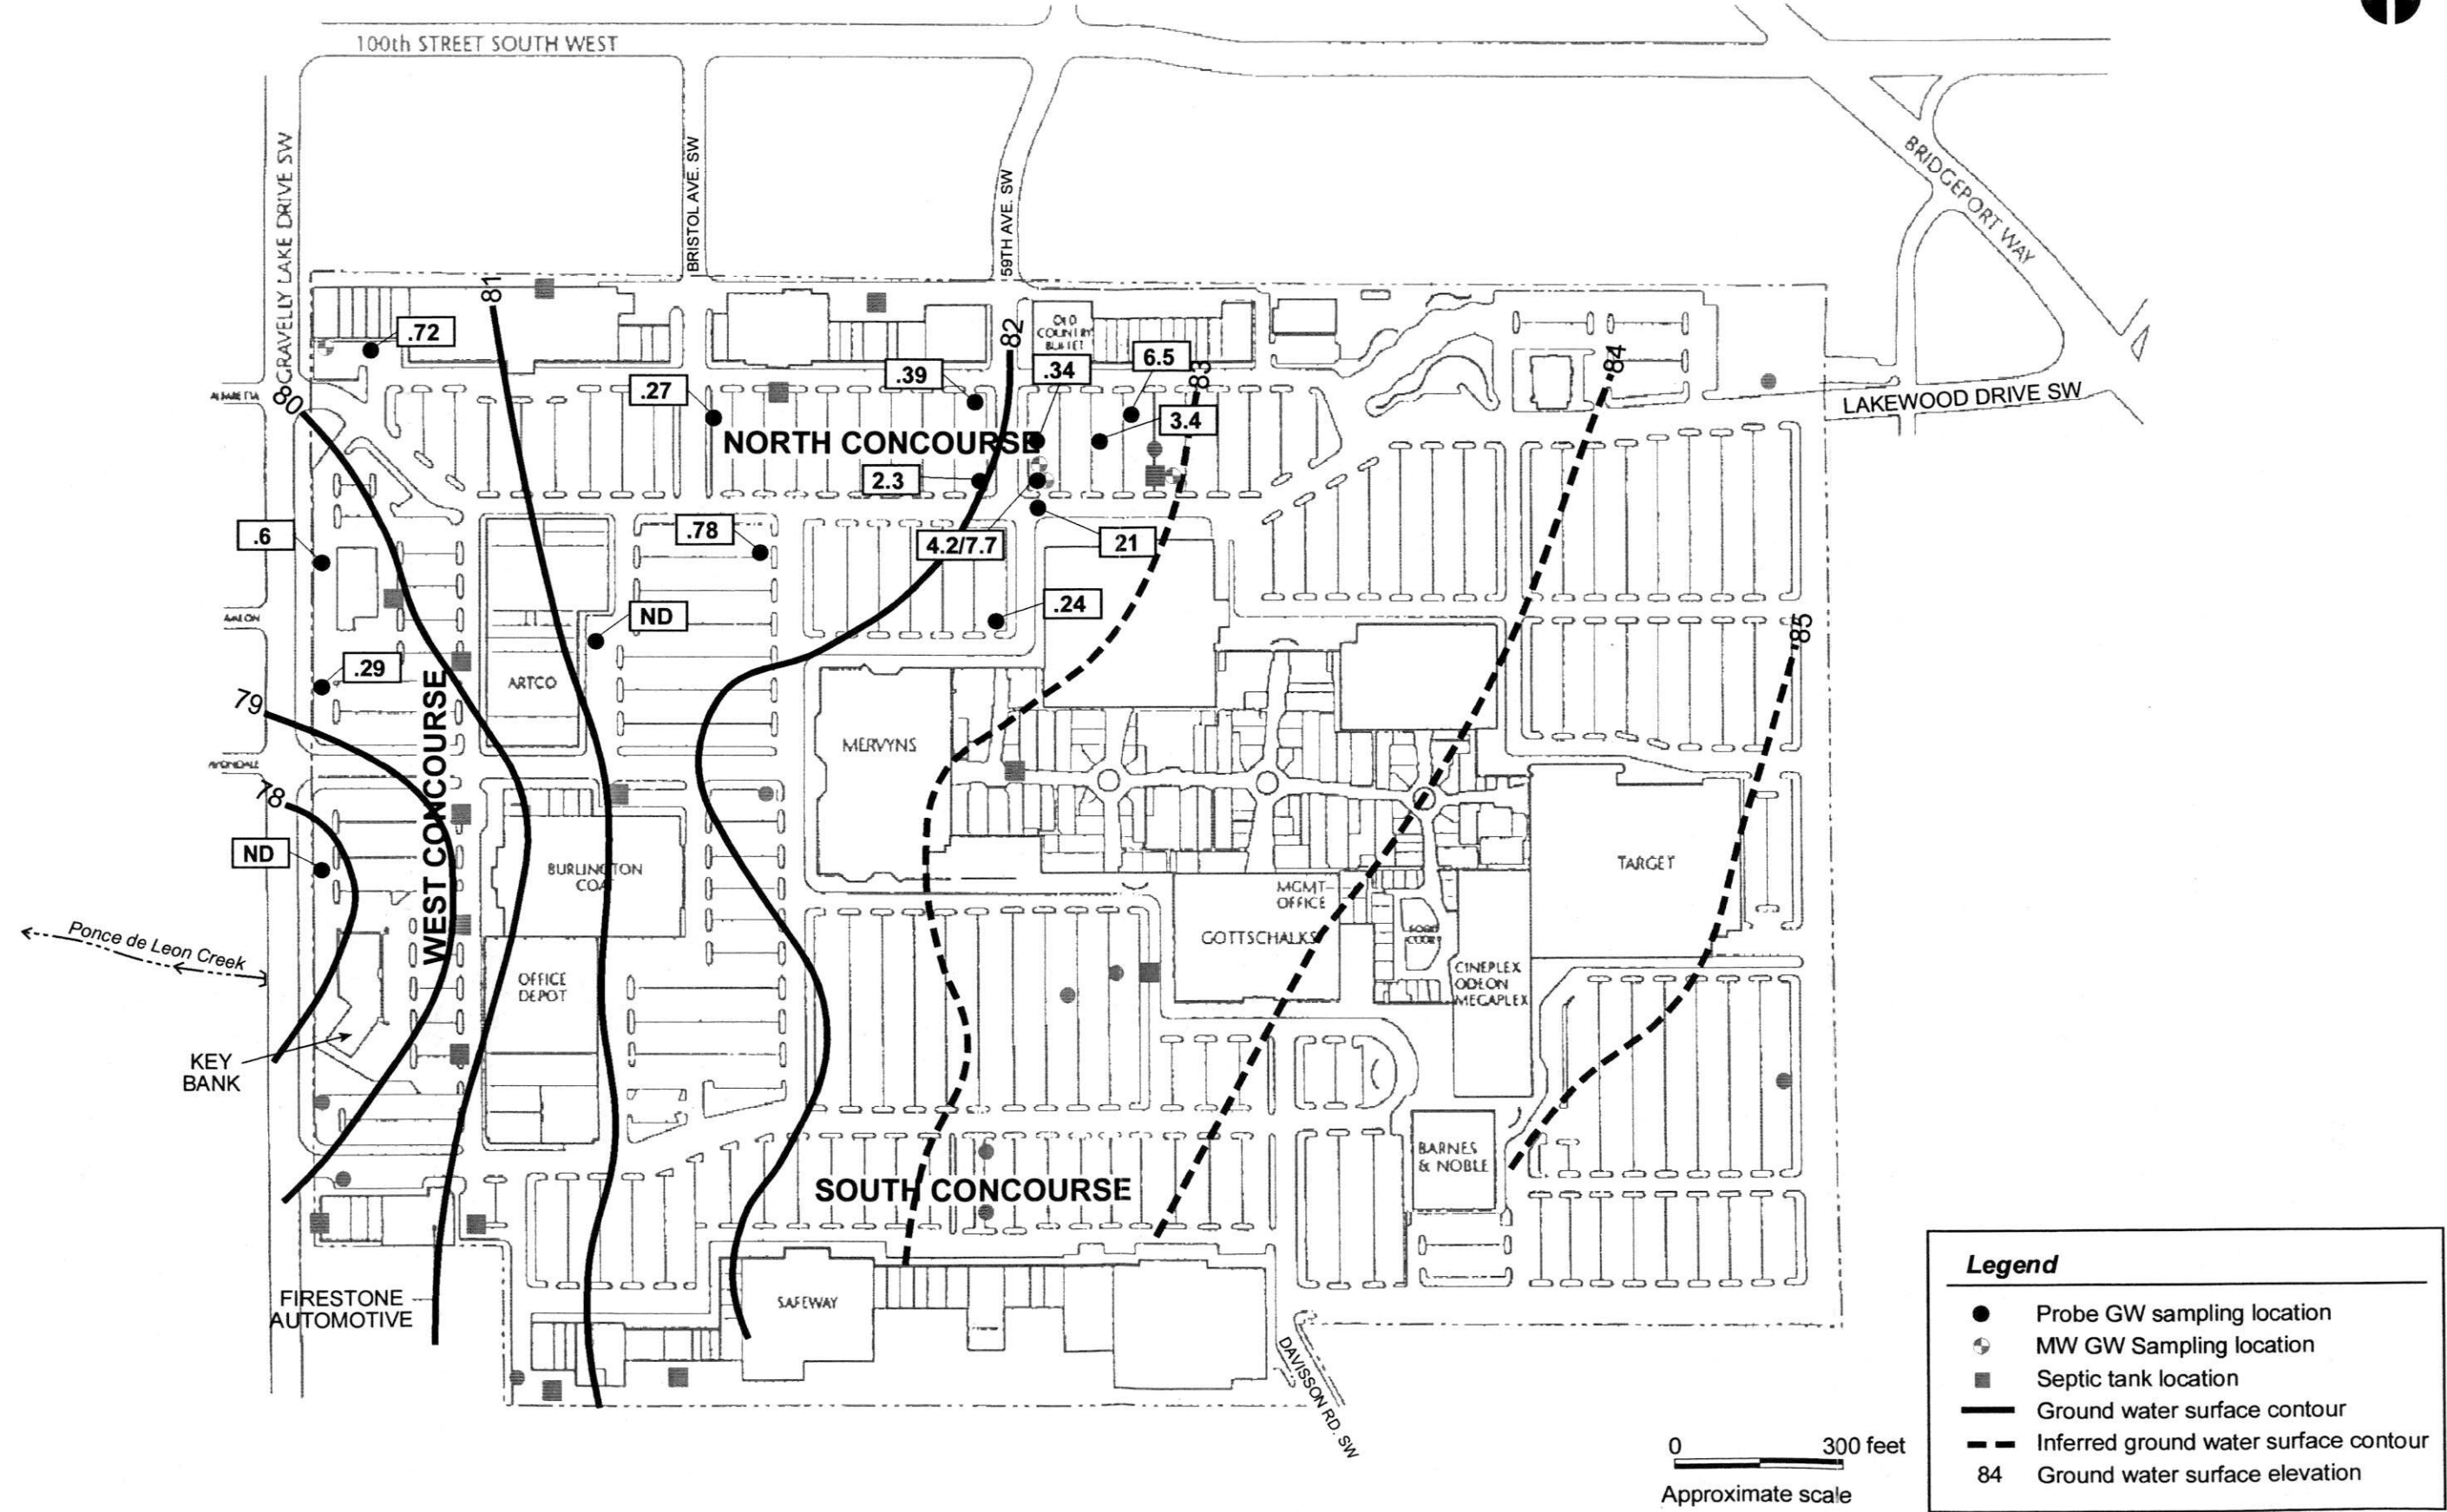 100th STREET SOUTH WEST
GRAVELLY LAKE DRIVE SW
BRISTOL AVE. SW
59TH AVE. SW
BRIDGEPORT WAY
LAKEWOOD DRIVE SW
81
82
OLD
COUNTRY
BUFFET
.72
.39
.34
6.5
83
84
.27
80
3.4
NORTH CONCOURSE
2.3
.6
.78
4.2/7.7
21
.24
ND
AVALON
85
.29
ARTCO
79
WEST CONCOURSE
MERVYNS
AVONDALE
78
ND
BURLINGTON
COAT
TARGET
MGMT
OFFICE
GOTTSCHALKS
FOOD
COURT
Ponce de Leon Creek
OFFICE
DEPOT
CINEPLEX
ODEON
MEGAPLEX
KEY
BANK
BARNES
& NOBLE
SOUTH CONCOURSE
FIRESTONE
AUTOMOTIVE
SAFEWAY
DAVISSON RD. SW
0 300 feet
Approximate scale
Legend
Probe GW sampling location
MW GW Sampling location
Septic tank location
Ground water surface contour
Inferred ground water surface contour
84 Ground water surface elevation